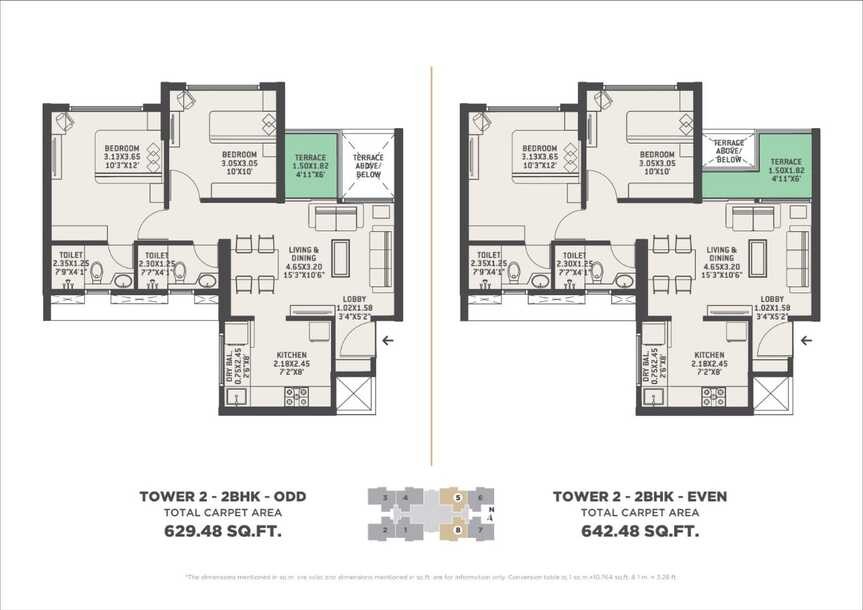 BEDROOM
3.13X3.65
10'3"X12'
BEDROOM
3.05X3.05
10'X10'
TERRACE
1.50X1.82
4'11"X6'
TERRACE
ABOVE/
BELOW
TOILET
2.35X1.25
7'9"X4'1"
TOILET
2.30X1.25
7'7"X4'1"
LIVING &
DINING
4.65X3.20
15'3"X10'6"
LOBBY
1.02X1.58
3'4"X5'2"
DRY BAL.
0.75X2.45
2'6"X8'
KITCHEN
2.18X2.45
7'2"X8'
BEDROOM
3.13X3.65
10'3"X12'
BEDROOM
3.05X3.05
10'X10'
TERRACE
ABOVE/
BELOW
TERRACE
1.50X1.82
4'11"X6'
TOILET
2.35X1.25
7'9"X4'1"
TOILET
2.30X1.25
7'7"X4'1"
LIVING &
DINING
4.65X3.20
15'3"X10'6"
LOBBY
1.02X1.58
3'4"X5'2"
DRY BAL.
0.75X2.45
2'6"X8'
KITCHEN
2.18X2.45
7'2"X8'
TOWER 2 - 2BHK - ODD
TOTAL CARPET AREA
629.48 SQ.FT.
3 4 5 6
N
2 1 8 7
TOWER 2 - 2BHK - EVEN
TOTAL CARPET AREA
642.48 SQ.FT.
*The dimensions mentioned in sq.m. are valid and dimensions mentioned in sq.ft. are for information only. Conversion table is 1 sq.m.=10.764 sq.ft. & 1 m. = 3.28 ft